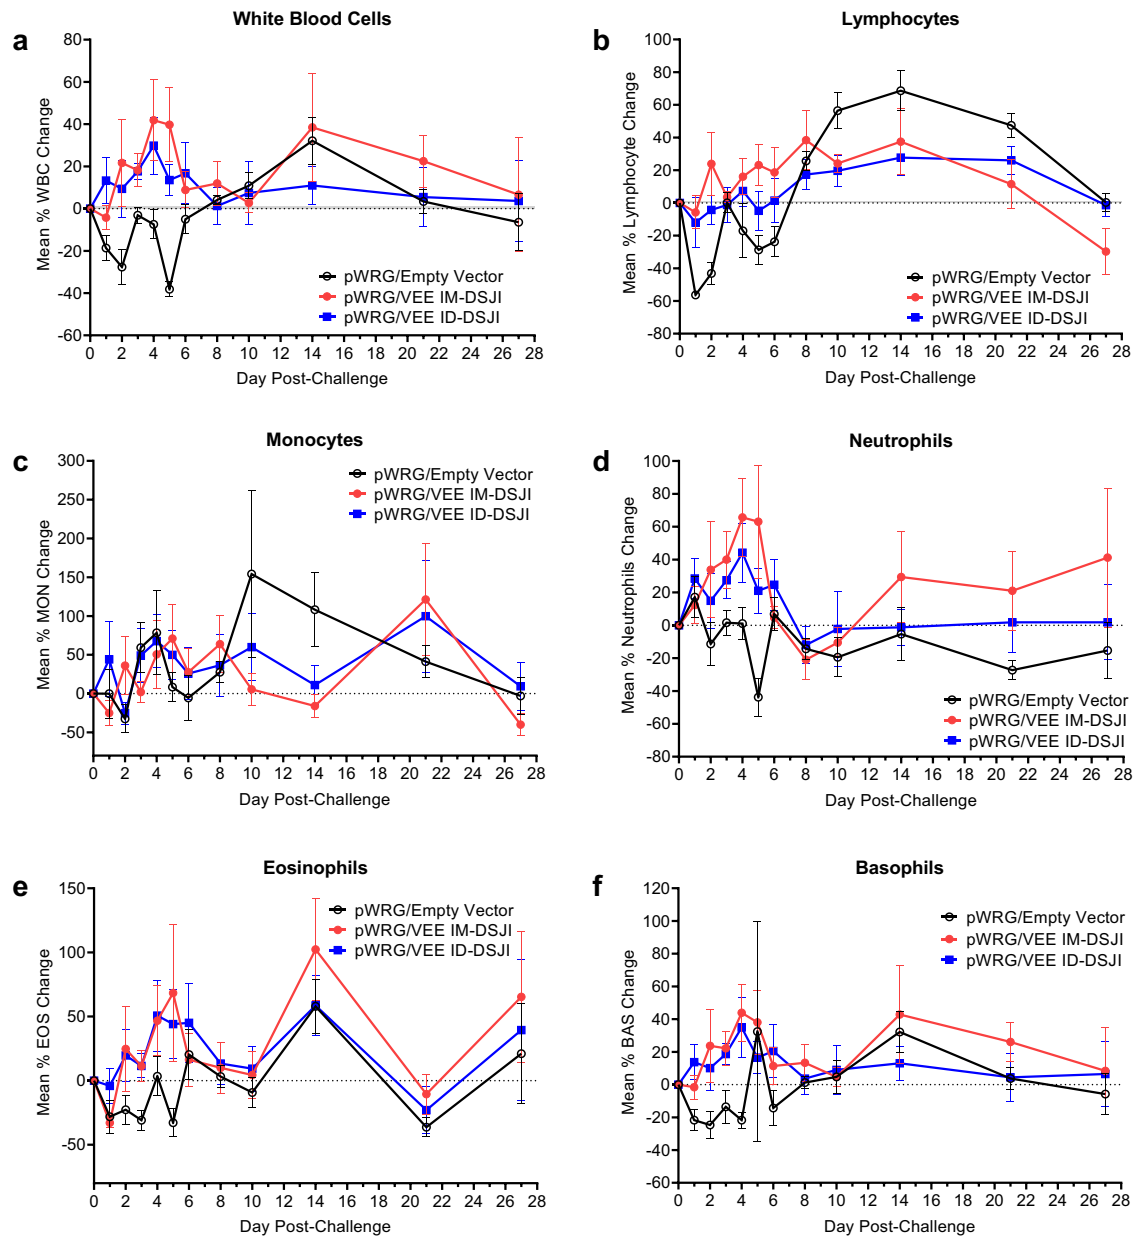 a
White Blood Cells
Mean % WBC Change
80
60
40
20
0
-20
-40
-60
pWRG/Empty Vector
pWRG/VEE IM-DSJI
pWRG/VEE ID-DSJI
0 2 4 6 8 10 12 14 16 18 20 22 24 26 28
Day Post-Challenge
b
Lymphocytes
Mean % Lymphocyte Change
100
80
60
40
20
0
-20
-40
-60
-80
pWRG/Empty Vector
pWRG/VEE IM-DSJI
pWRG/VEE ID-DSJI
0 2 4 6 8 10 12 14 16 18 20 22 24 26 28
Day Post-Challenge
c
Monocytes
Mean % MON Change
300
250
200
150
100
50
0
-50
pWRG/Empty Vector
pWRG/VEE IM-DSJI
pWRG/VEE ID-DSJI
0 2 4 6 8 10 12 14 16 18 20 22 24 26 28
Day Post-Challenge
d
Neutrophils
Mean % Neutrophils Change
100
80
60
40
20
0
-20
-40
-60
-80
pWRG/Empty Vector
pWRG/VEE IM-DSJI
pWRG/VEE ID-DSJI
0 2 4 6 8 10 12 14 16 18 20 22 24 26 28
Day Post-Challenge
e
Eosinophils
Mean % EOS Change
150
100
50
0
-50
pWRG/Empty Vector
pWRG/VEE IM-DSJI
pWRG/VEE ID-DSJI
0 2 4 6 8 10 12 14 16 18 20 22 24 26 28
Day Post-Challenge
f
Basophils
Mean % BAS Change
120
100
80
60
40
20
0
-20
-40
-60
pWRG/Empty Vector
pWRG/VEE IM-DSJI
pWRG/VEE ID-DSJI
0 2 4 6 8 10 12 14 16 18 20 22 24 26 28
Day Post-Challenge